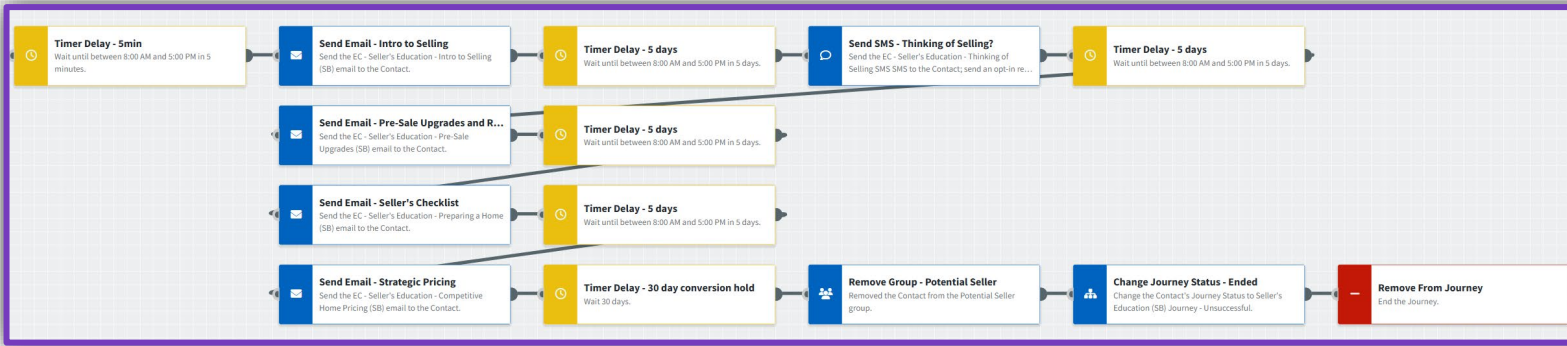 Timer Delay - 5min
Wait until between 8:00 AM and 5:00 PM in 5
minutes.
Send Email - Intro to Selling
Send the EC - Seller's Education - Intro to Selling
(SB) email to the Contact.
Timer Delay - 5 days
Wait until between 8:00 AM and 5:00 PM in 5 days.
Send SMS - Thinking of Selling?
Send the EC - Seller's Education - Thinking of
Selling SMS SMS to the Contact; send an opt-in re...
Timer Delay - 5 days
Wait until between 8:00 AM and 5:00 PM in 5 days.
Send Email - Pre-Sale Upgrades and R...
Send the EC - Seller's Education - Pre-Sale
Upgrades (SB) email to the Contact.
Timer Delay - 5 days
Wait until between 8:00 AM and 5:00 PM in 5 days.
Send Email - Seller's Checklist
Send the EC - Seller's Education - Preparing a Home
(SB) email to the Contact.
Timer Delay - 5 days
Wait until between 8:00 AM and 5:00 PM in 5 days.
Send Email - Strategic Pricing
Send the EC - Seller's Education - Competitive
Home Pricing (SB) email to the Contact.
Timer Delay - 30 day conversion hold
Wait 30 days.
Remove Group - Potential Seller
Removed the Contact from the Potential Seller
group.
Change Journey Status - Ended
Change the Contact's Journey Status to Seller's
Education (SB) Journey - Unsuccessful.
Remove From Journey
End the Journey.